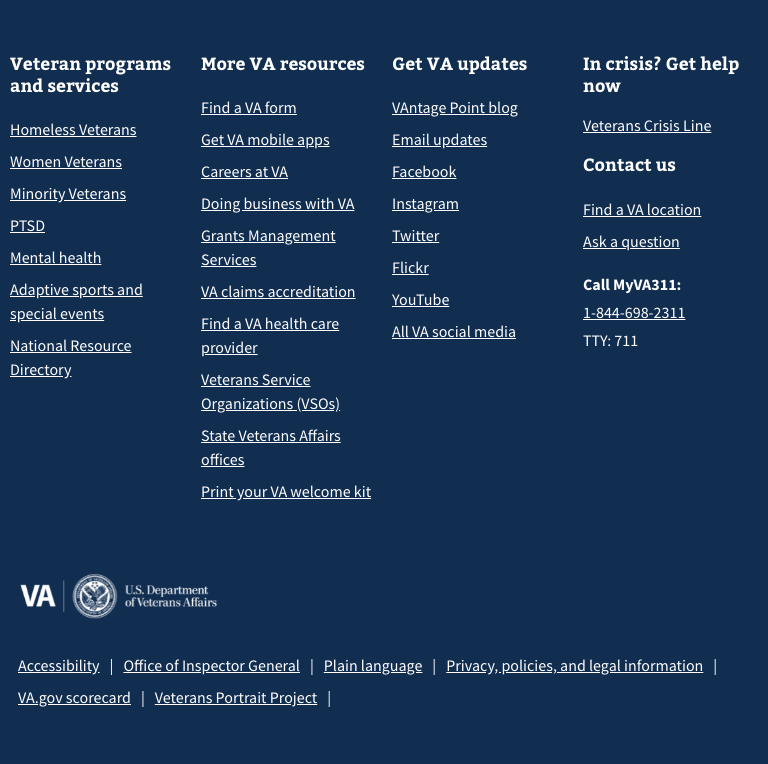 Veteran programs
and services
Homeless Veterans
Women Veterans
Minority Veterans
PTSD
Mental health
Adaptive sports and
special events
National Resource
Directory
More VA resources
Find a VA form
Get VA mobile apps
Careers at VA
Doing business with VA
Grants Management
Services
VA claims accreditation
Find a VA health care
provider
Veterans Service
Organizations (VSOs)
State Veterans Affairs
offices
Print your VA welcome kit
Get VA updates
VAntage Point blog
Email updates
Facebook
Instagram
Twitter
Flickr
YouTube
All VA social media
In crisis? Get help
now
Veterans Crisis Line
Contact us
Find a VA location
Ask a question
Call MyVA311:
1-844-698-2311
TTY: 711
VA
U.S. Department
of Veterans Affairs
Accessibility | Office of Inspector General | Plain language | Privacy, policies, and legal information |
VA.gov scorecard | Veterans Portrait Project |